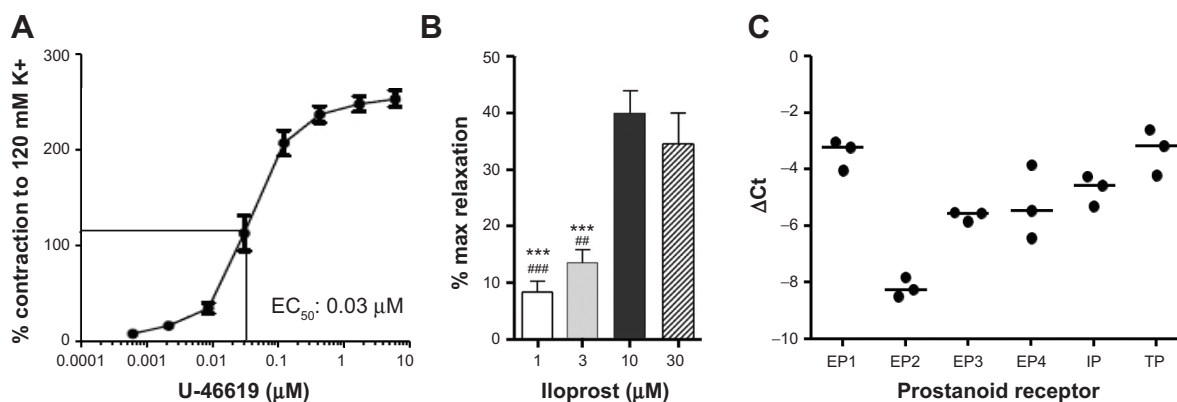 A
% contraction to 120 mM K+
300
200
100
0
0.0001
0.001
0.01
0.1
1
10
EC50: 0.03 μM
U-46619 (μM)
B
% max relaxation
50
40
30
20
10
0
***
###
***
##
1
3
10
30
Iloprost (μM)
C
ΔCt
0
−2
−4
−6
−8
−10
EP1
EP2
EP3
EP4
IP
TP
Prostanoid receptor